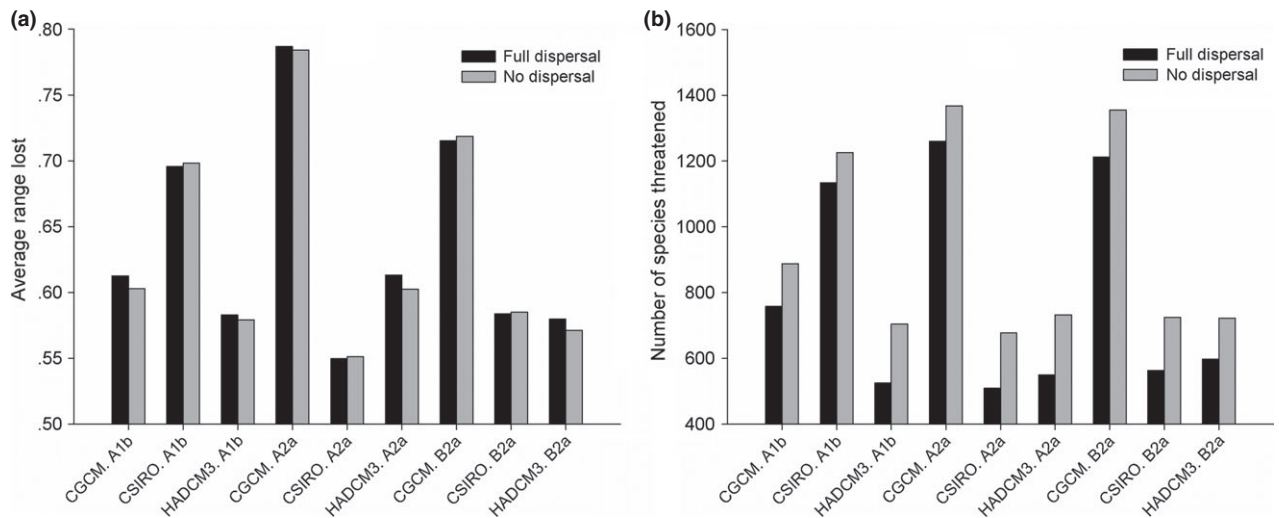 (a)
.80
.75
.70
.65
.60
.55
.50
Average range lost
Full dispersal
No dispersal
CGCM. A1b
CSIRO. A1b
HADCM3. A1b
CGCM. A2a
CSIRO. A2a
HADCM3. A2a
CGCM. B2a
CSIRO. B2a
HADCM3. B2a
(b)
1600
1400
1200
1000
800
600
400
Number of species threatened
Full dispersal
No dispersal
CGCM. A1b
CSIRO. A1b
HADCM3. A1b
CGCM. A2a
CSIRO. A2a
HADCM3. A2a
CGCM. B2a
CSIRO. B2a
HADCM3. B2a